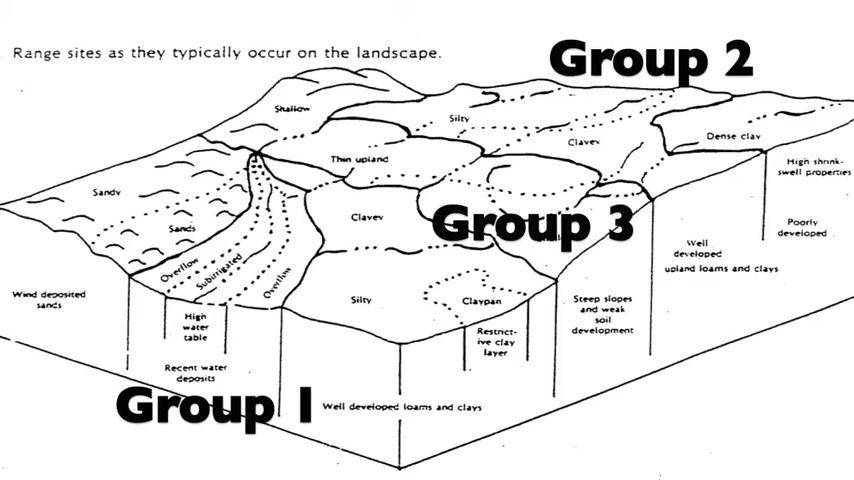 Range sites as they typically occur on the landscape.
Group 2
Shallow
Silty
Clayey
Dense clay
Thin upland
High shrink-
swell properties
Sandy
Clayey
Group 3
Sands
Poorly
developed
Well
developed
upland loams and clays
Overflow
Subirrigated
Overflow
Wind deposited
sands
Silty
Claypan
Steep slopes
and weak
soil
development
High
water
table
Restrict-
ive clay
layer
Recent water
deposits
Group 1
Well developed loams and clays